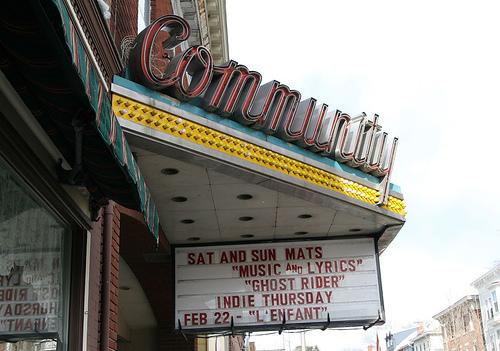 Community
SAT AND SUN MATS
"MUSIC AND LYRICS"
"GHOST RIDER"
INDIE THURSDAY
FEB 22 - "L'ENFANT"